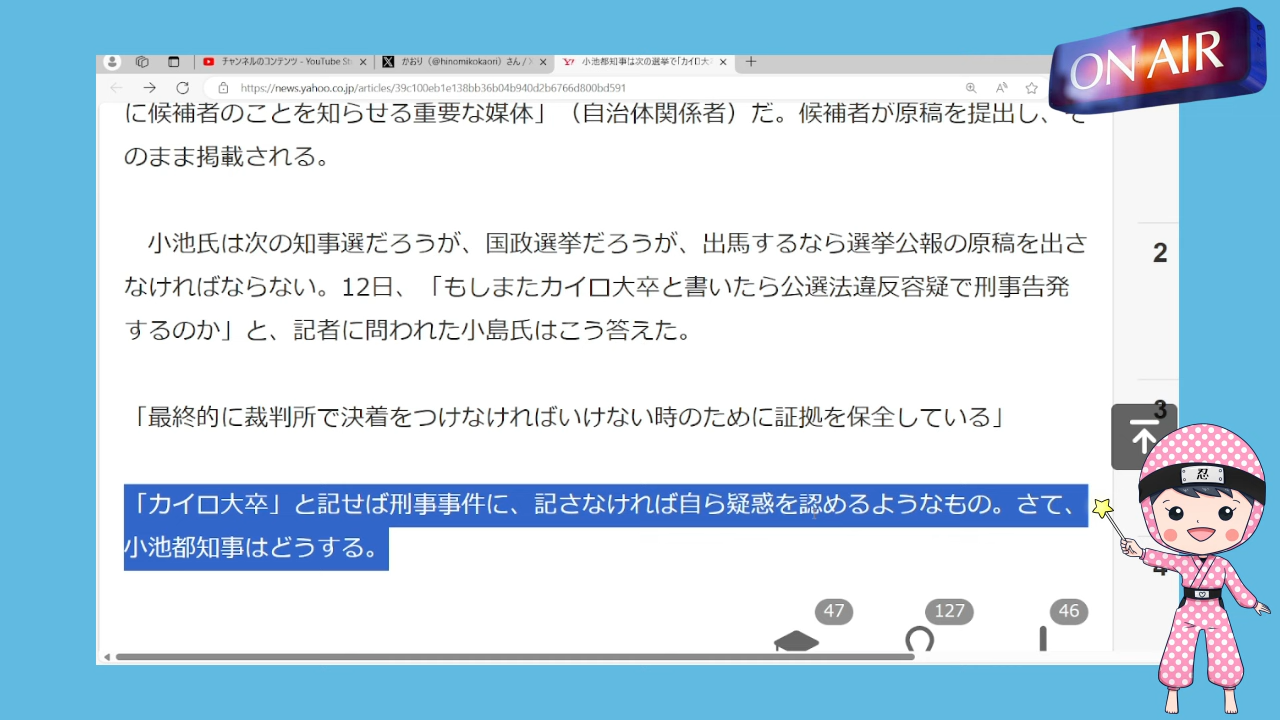 ON AIR
チャンネルのコンテンツ - YouTube St
かおり（@hinomikokaori）さん / X
小池都知事は次の選挙で「カイロ大
https://news.yahoo.co.jp/articles/39c100eb1e138bb36b04b940d2b6766d800bd591
に候補者のことを知らせる重要な媒体」（自治体関係者）だ。候補者が原稿を提出し、そ
のまま掲載される。
小池氏は次の知事選だろうが、国政選挙だろうが、出馬するなら選挙公報の原稿を出さ
なければならない。12日、「もしまたカイロ大卒と書いたら公選法違反容疑で刑事告発
するのか」と、記者に問われた小島氏はこう答えた。
「最終的に裁判所で決着をつけなければいけない時のために証拠を保全している」
「カイロ大卒」と記せば刑事事件に、記さなければ自ら疑惑を認めるようなもの。さて、
小池都知事はどうする。
47
127
46
2
3
4
忍